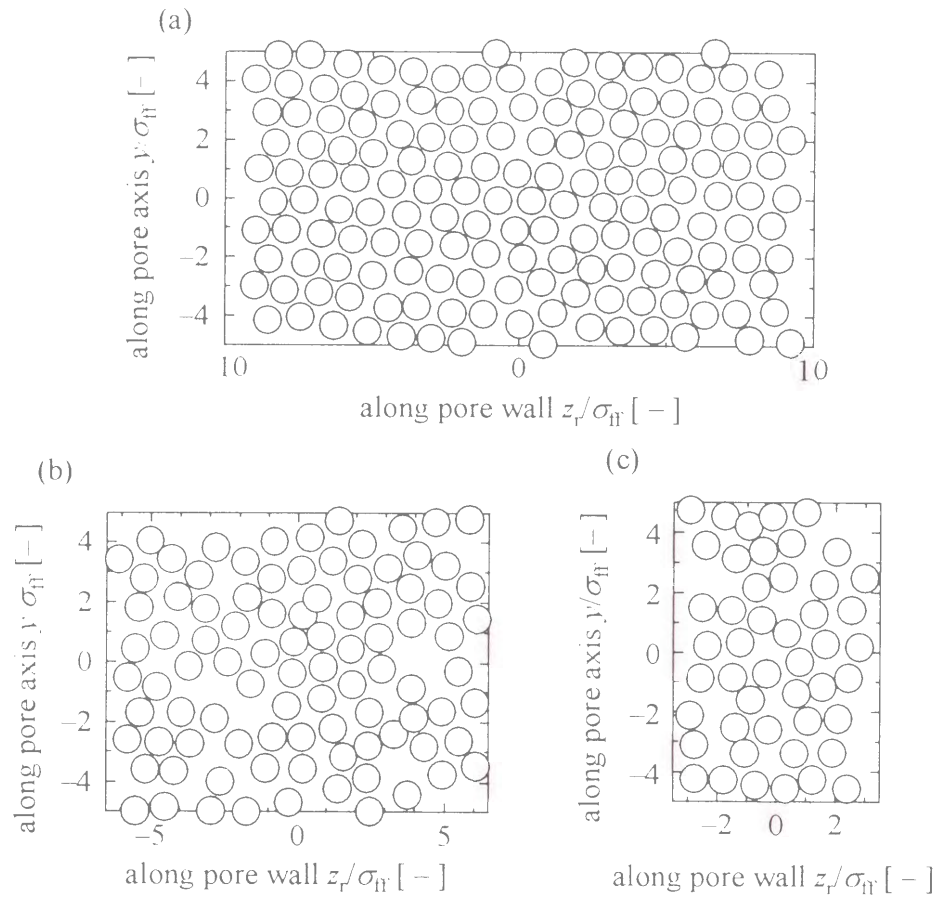 (a)
along pore axis y/σff [ − ]
4
2
0
−2
−4
10
0
10
along pore wall zr/σff [ − ]
(b)
along pore axis y σff [ − ]
4
2
0
−2
−4
−5
0
5
along pore wall zr/σff [ − ]
(c)
along pore axis y/σff [ − ]
4
2
0
−2
−4
−2
0
2
along pore wall zr/σff [ − ]